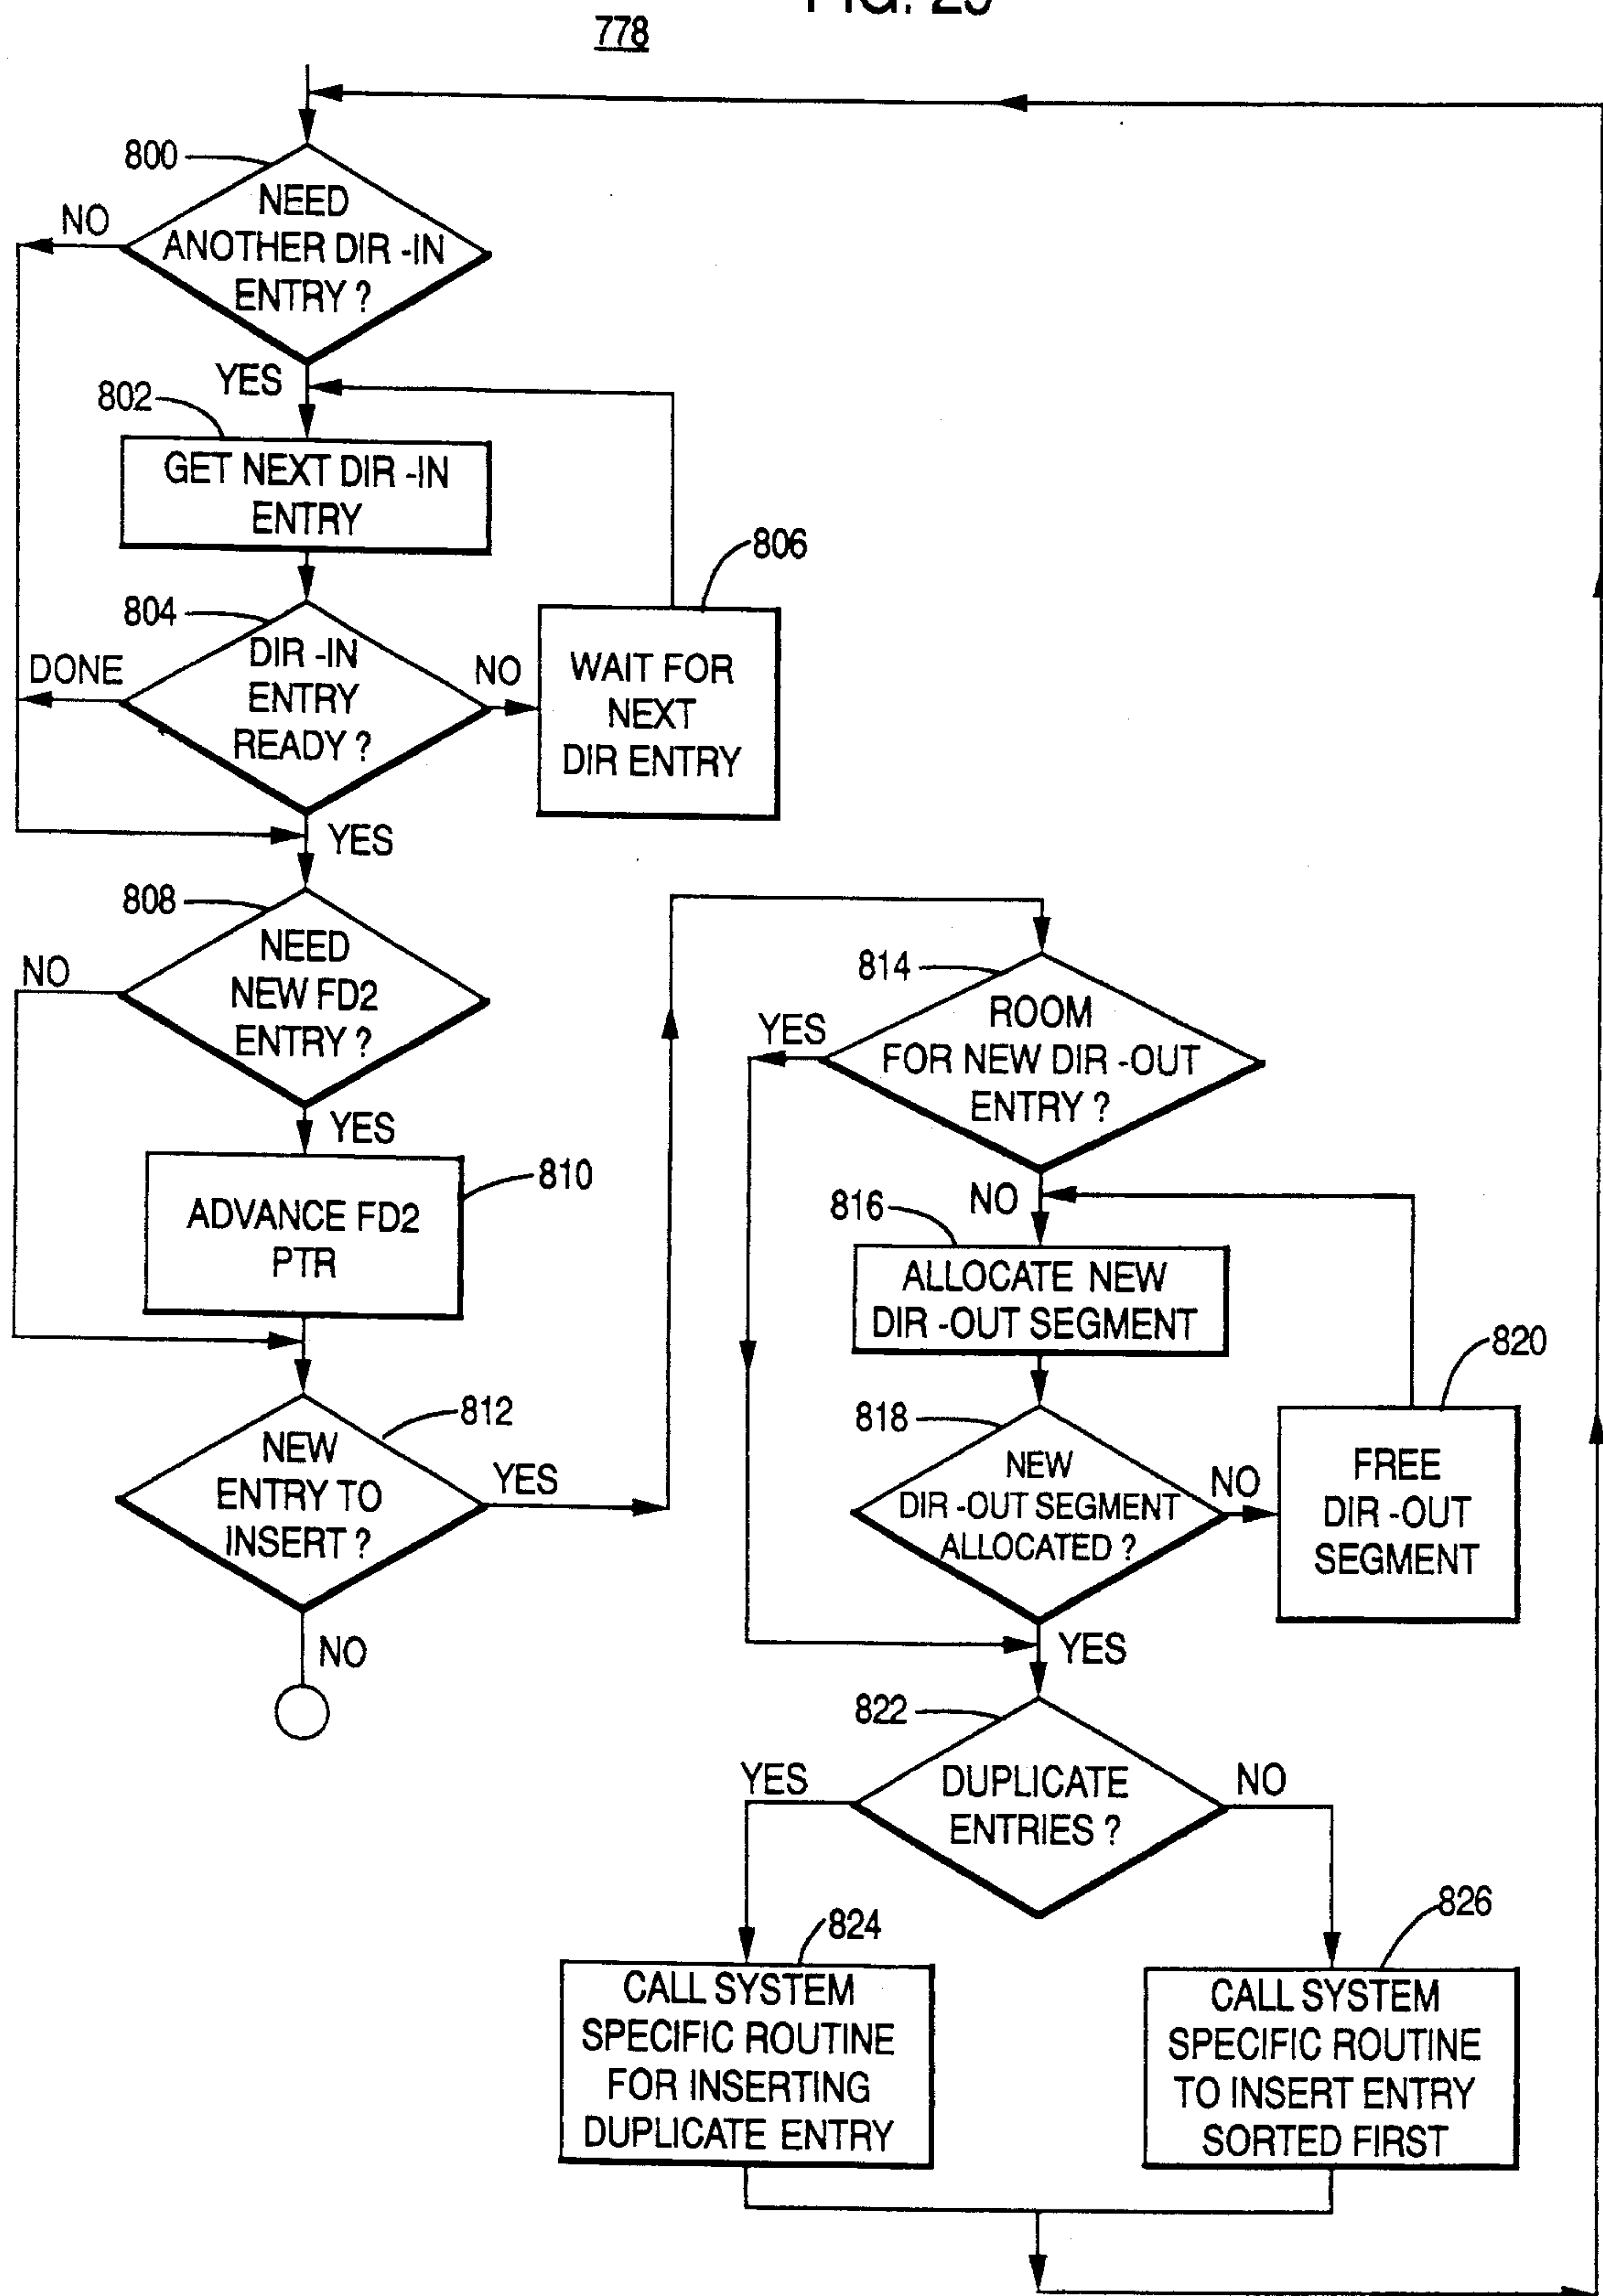 FIG. 25
778
800
NEED
ANOTHER DIR -IN
ENTRY ?
NO
YES
802
GET NEXT DIR -IN
ENTRY
804
DIR -IN
ENTRY
READY ?
DONE
NO
806
WAIT FOR
NEXT
DIR ENTRY
YES
808
NEED
NEW FD2
ENTRY ?
NO
YES
810
ADVANCE FD2
PTR
812
NEW
ENTRY TO
INSERT ?
YES
NO
814
ROOM
FOR NEW DIR -OUT
ENTRY ?
YES
NO
816
ALLOCATE NEW
DIR -OUT SEGMENT
818
NEW
DIR -OUT SEGMENT
ALLOCATED ?
NO
820
FREE
DIR -OUT
SEGMENT
YES
822
DUPLICATE
ENTRIES ?
YES
NO
824
CALL SYSTEM
SPECIFIC ROUTINE
FOR INSERTING
DUPLICATE ENTRY
826
CALL SYSTEM
SPECIFIC ROUTINE
TO INSERT ENTRY
SORTED FIRST